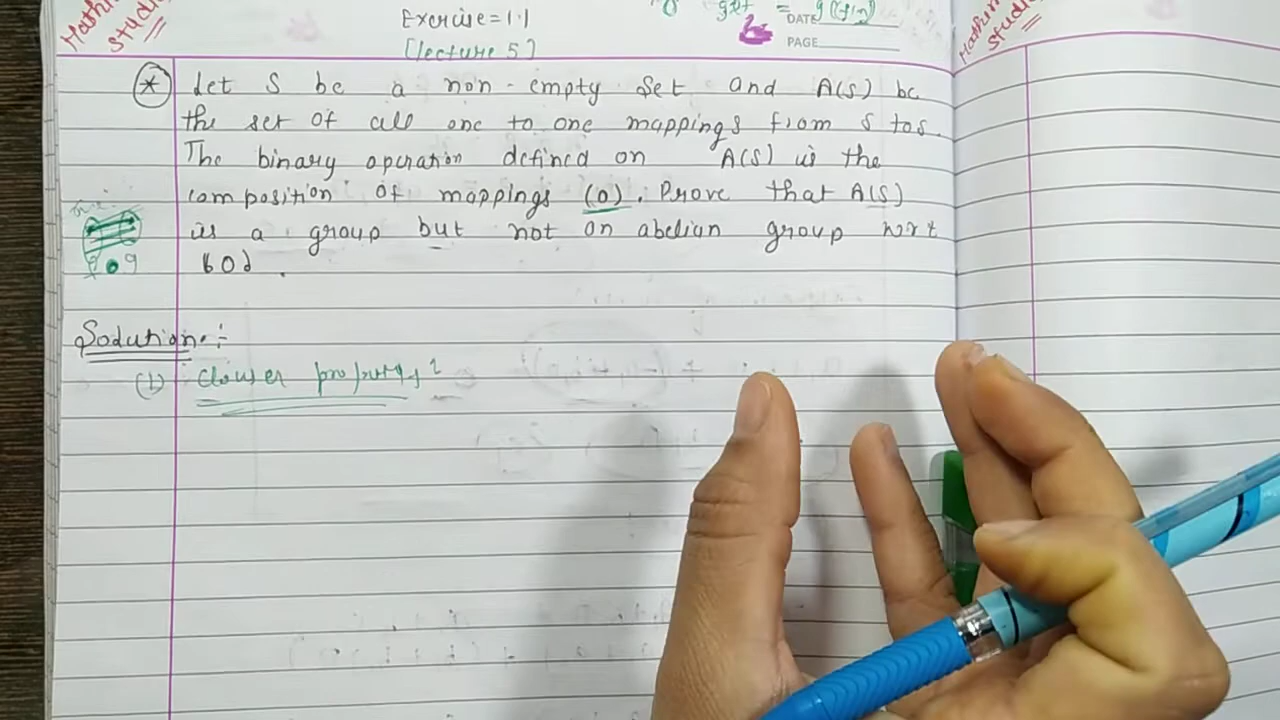 Exercise = 1.1
[lecture 5]
DATE
PAGE
Let S be a non-empty Set and A(S) be
the set of all one to one mappings from S to S.
The binary operation defined on A(S) is the
composition of mappings (o). Prove that A(S)
is a group but not an abelian group wrt
Solution :-
(1)